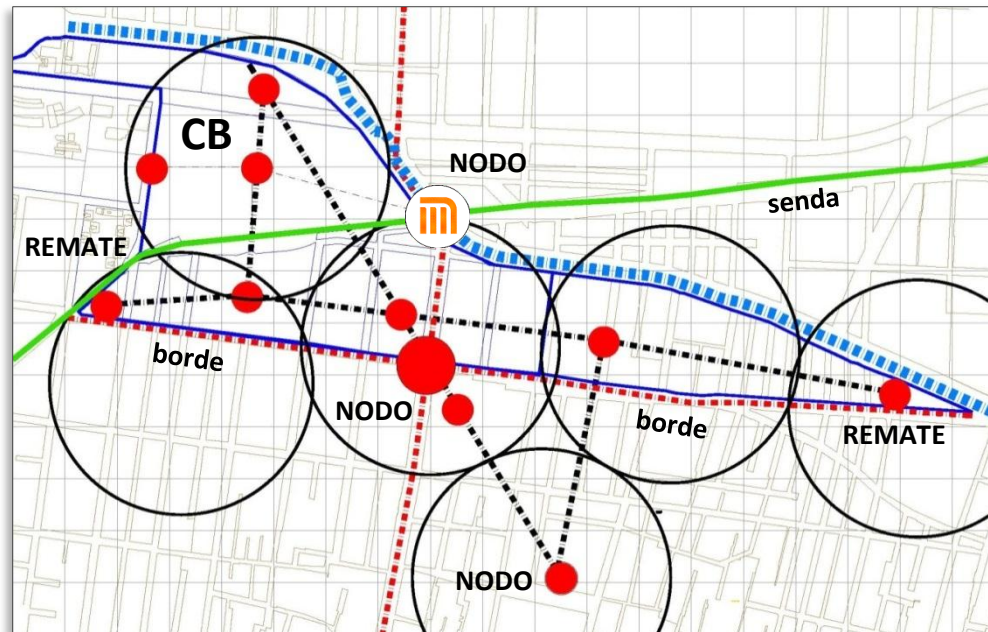 CB
NODO
senda
REMATE
borde
NODO
borde
REMATE
NODO